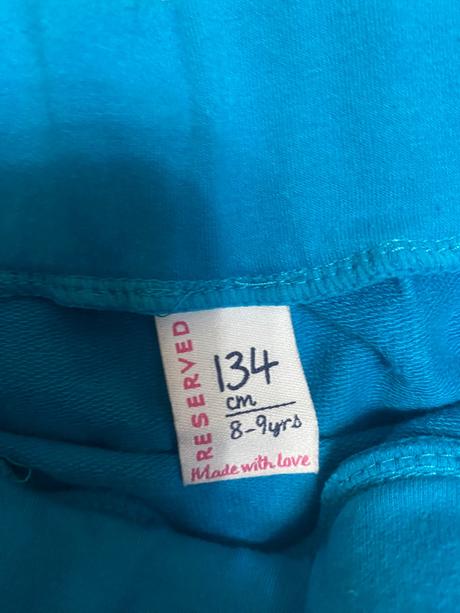 RESERVED
134
cm
8-9yrs
Made with love